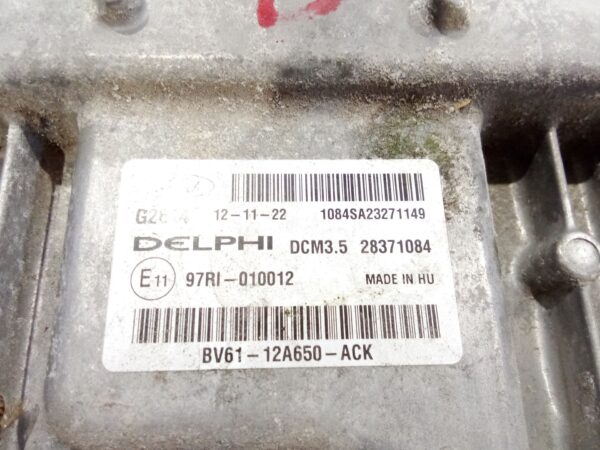 12-11-22 1084SA23271149
DELPHI DCM3.5 28371084
E11 97RI-010012 MADE IN HU
BV61-12A650-ACK